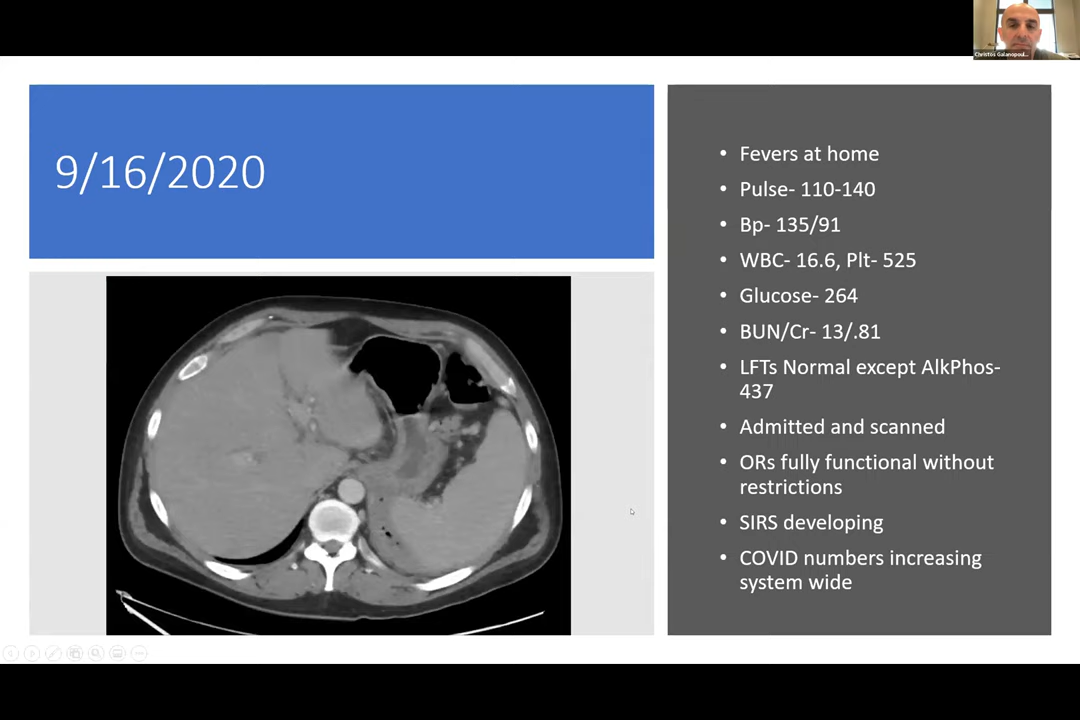 Christos Galanopoul...
9/16/2020
• Fevers at home
• Pulse- 110-140
• Bp- 135/91
• WBC- 16.6, Plt- 525
• Glucose- 264
• BUN/Cr- 13/.81
• LFTs Normal except AlkPhos-
437
• Admitted and scanned
• ORs fully functional without
restrictions
• SIRS developing
• COVID numbers increasing
system wide